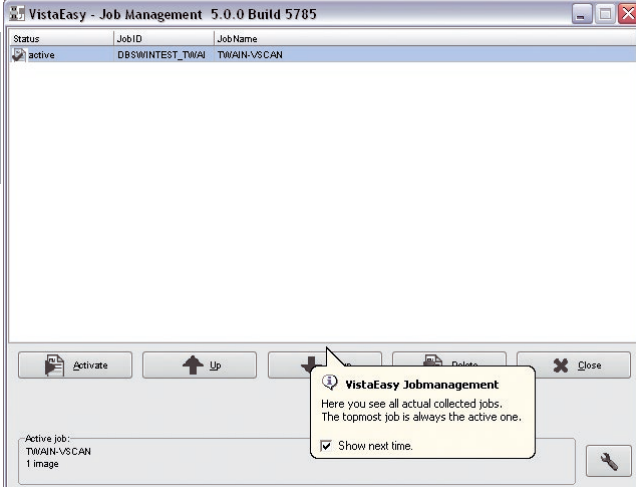 VistaEasy - Job Management 5.0.0 Build 5785
Status JobID JobName
active DBSWINTEST_TWAI TWAIN-VSCAN
Activate Up Delete Close
VistaEasy Jobmanagement
Here you see all actual collected jobs.
The topmost job is always the active one.
Show next time.
Active job:
TWAIN-VSCAN
1 image